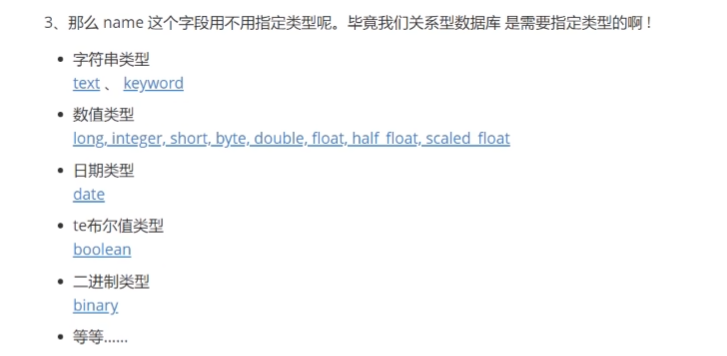 3、那么 name 这个字段用不用指定类型呢。毕竟我们关系型数据库 是需要指定类型的啊！
• 字符串类型
text 、 keyword
• 数值类型
long, integer, short, byte, double, float, half_float, scaled_float
• 日期类型
date
• te布尔值类型
boolean
• 二进制类型
binary
• 等等......